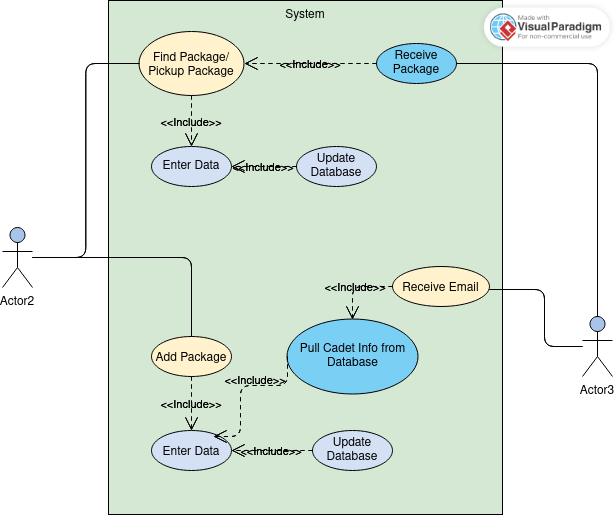 System
Made with
VisualParadigm
For non-commercial use
Find Package/
Pickup Package
<<Include>>
Receive
Package
<<Include>>
Enter Data
<<Include>>
Update
Database
Actor2
<<Include>>
Receive Email
Pull Cadet Info from
Database
Add Package
<<Include>>
Actor3
<<Include>>
Enter Data
<<Include>>
Update
Database